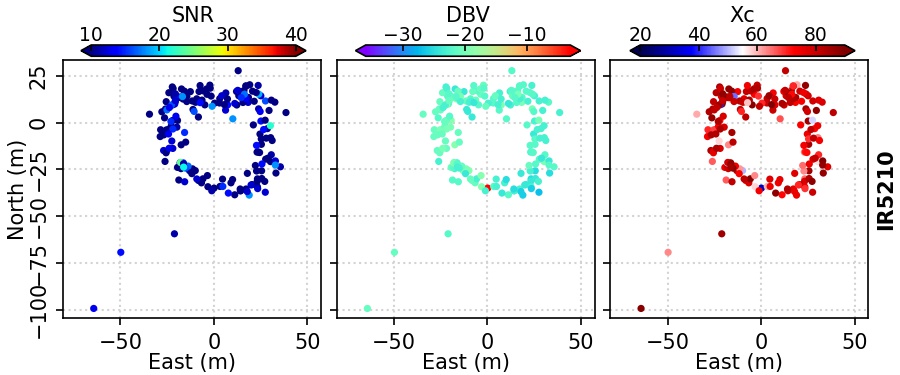 SNR DBV Xc
10 20 30 40 −30 −20 −10 20 40 60 80
25
0
−25
−50
−75
−100
North (m)
−50 0 50 −50 0 50 −50 0 50
East (m) East (m) East (m)
IR5210